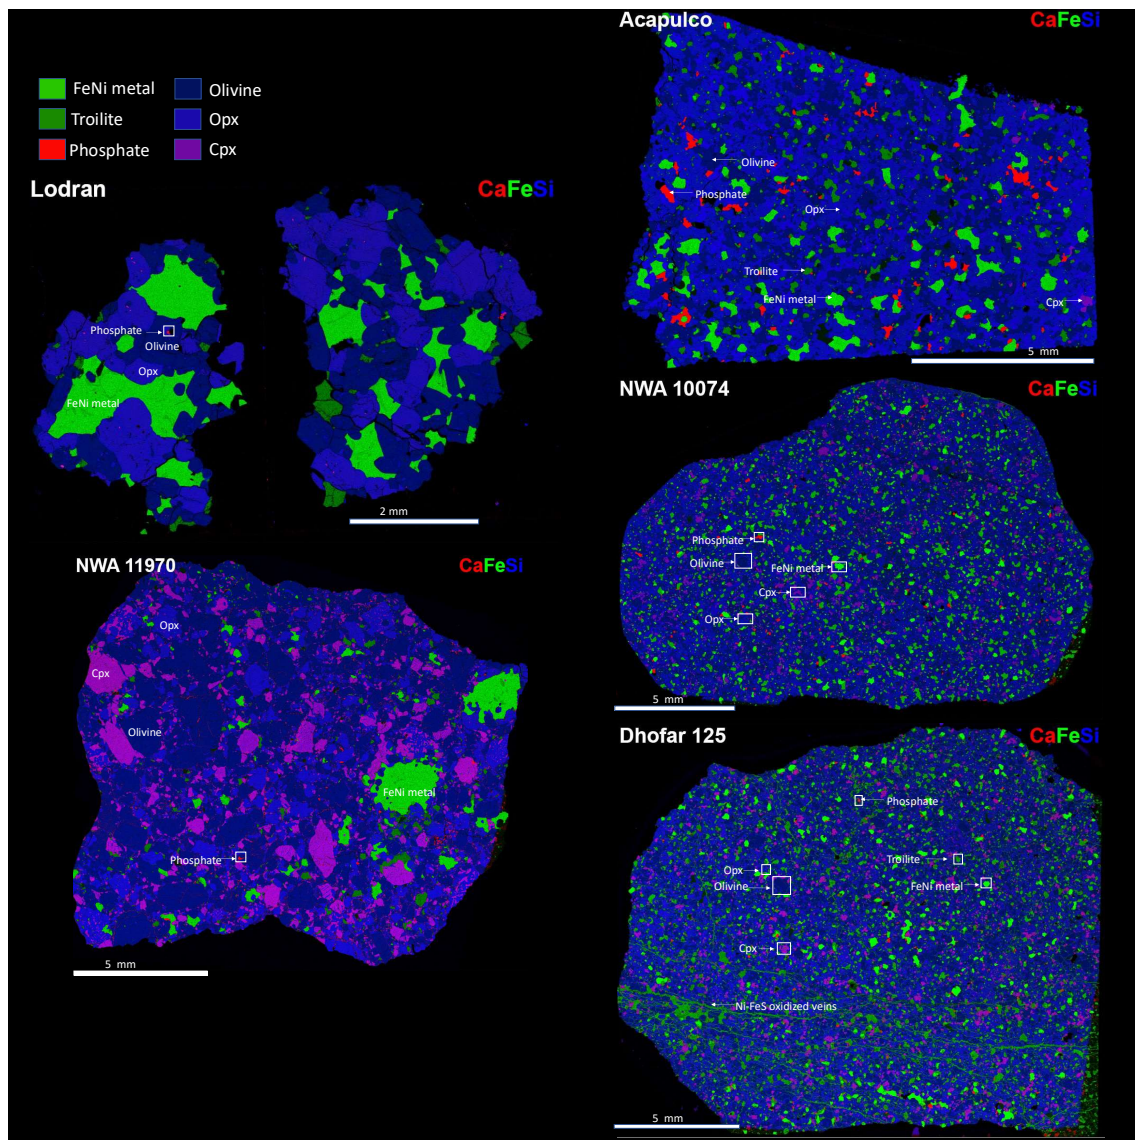 FeNi metal
Olivine
Troilite
Opx
Phosphate
Cpx
Lodran
CaFeSi
Phosphate
Olivine
Opx
FeNi metal
2 mm
NWA 11970
CaFeSi
Opx
Cpx
Olivine
FeNi metal
Phosphate
5 mm
Acapulco
CaFeSi
Olivine
Phosphate
Opx
Troilite
FeNi metal
Cpx
5 mm
NWA 10074
CaFeSi
Phosphate
Olivine
FeNi metal
Cpx
Opx
5 mm
Dhofar 125
CaFeSi
Phosphate
Troilite
Opx
Olivine
FeNi metal
Cpx
Ni-FeS oxidized veins
5 mm